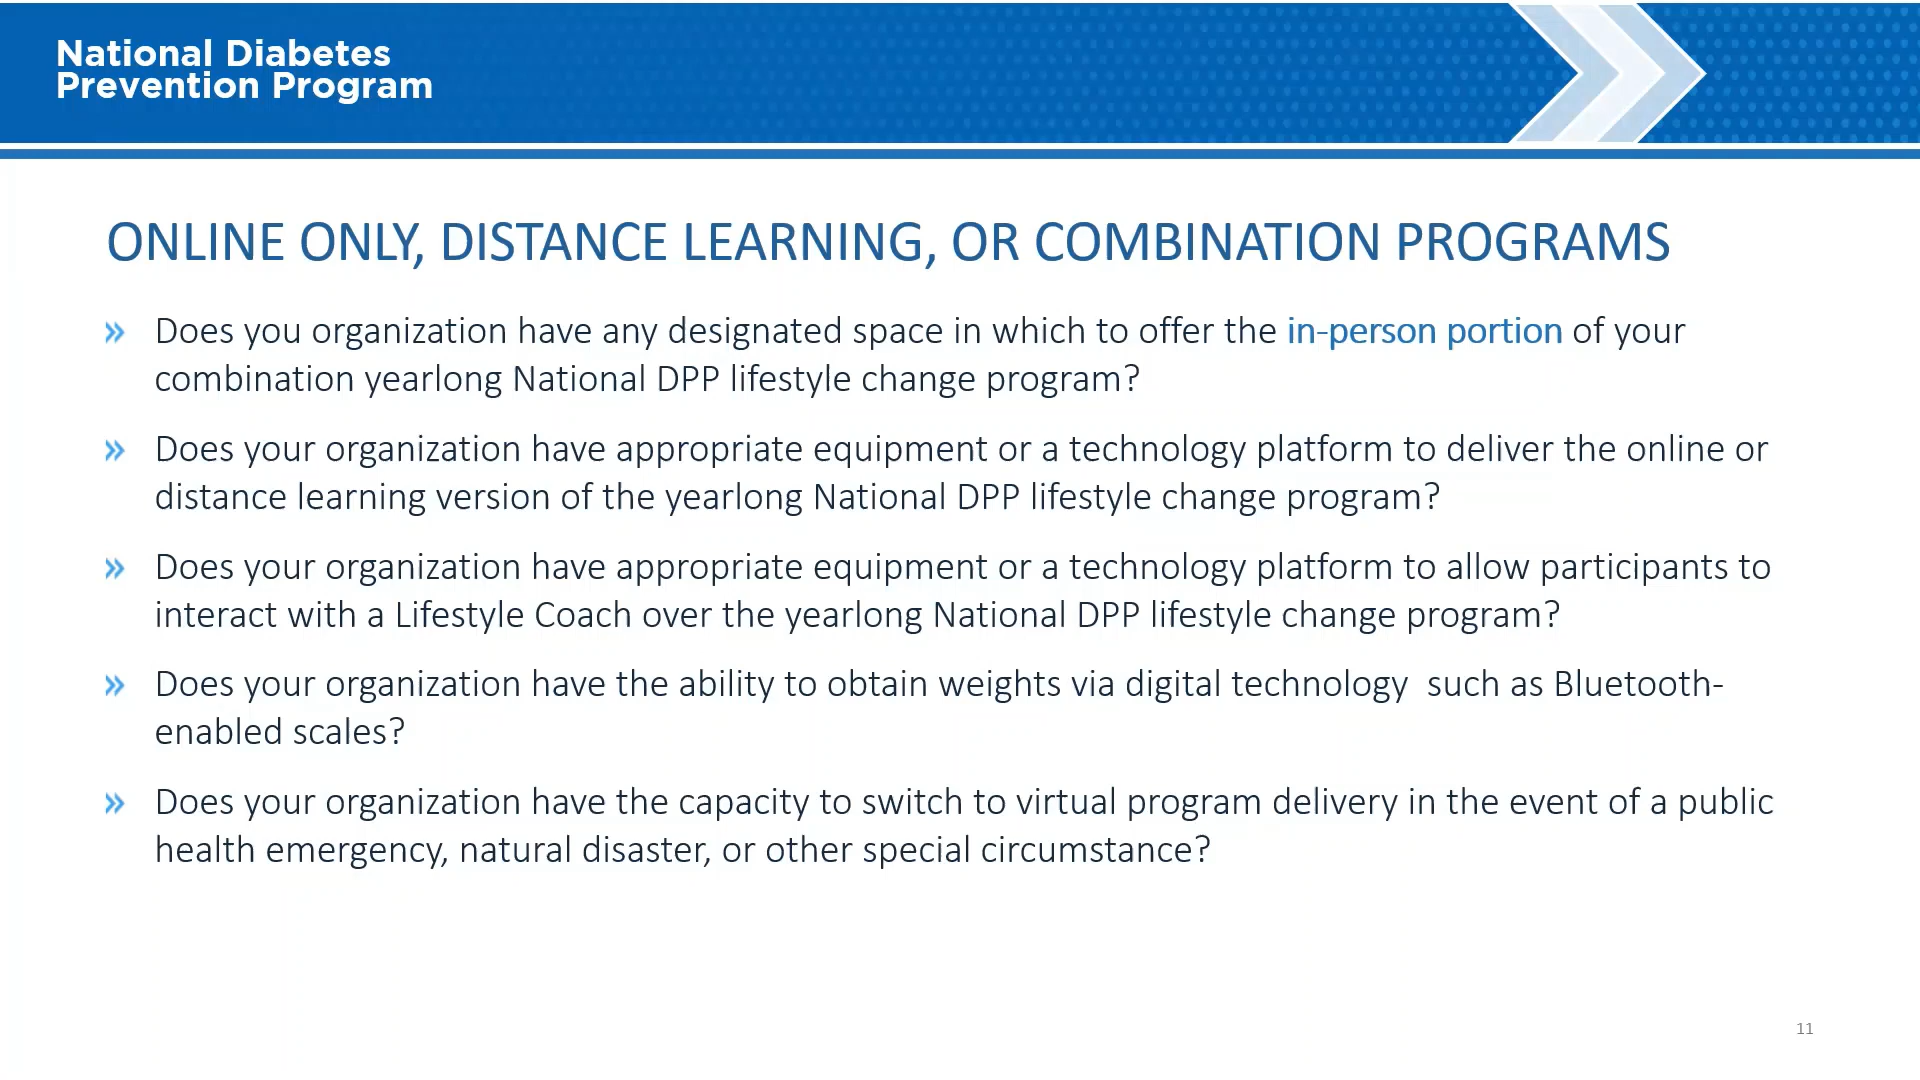 National Diabetes
Prevention Program
ONLINE ONLY, DISTANCE LEARNING, OR COMBINATION PROGRAMS
» Does you organization have any designated space in which to offer the in-person portion of your
combination yearlong National DPP lifestyle change program?
» Does your organization have appropriate equipment or a technology platform to deliver the online or
distance learning version of the yearlong National DPP lifestyle change program?
» Does your organization have appropriate equipment or a technology platform to allow participants to
interact with a Lifestyle Coach over the yearlong National DPP lifestyle change program?
» Does your organization have the ability to obtain weights via digital technology  such as Bluetooth-
enabled scales?
» Does your organization have the capacity to switch to virtual program delivery in the event of a public
health emergency, natural disaster, or other special circumstance?
11